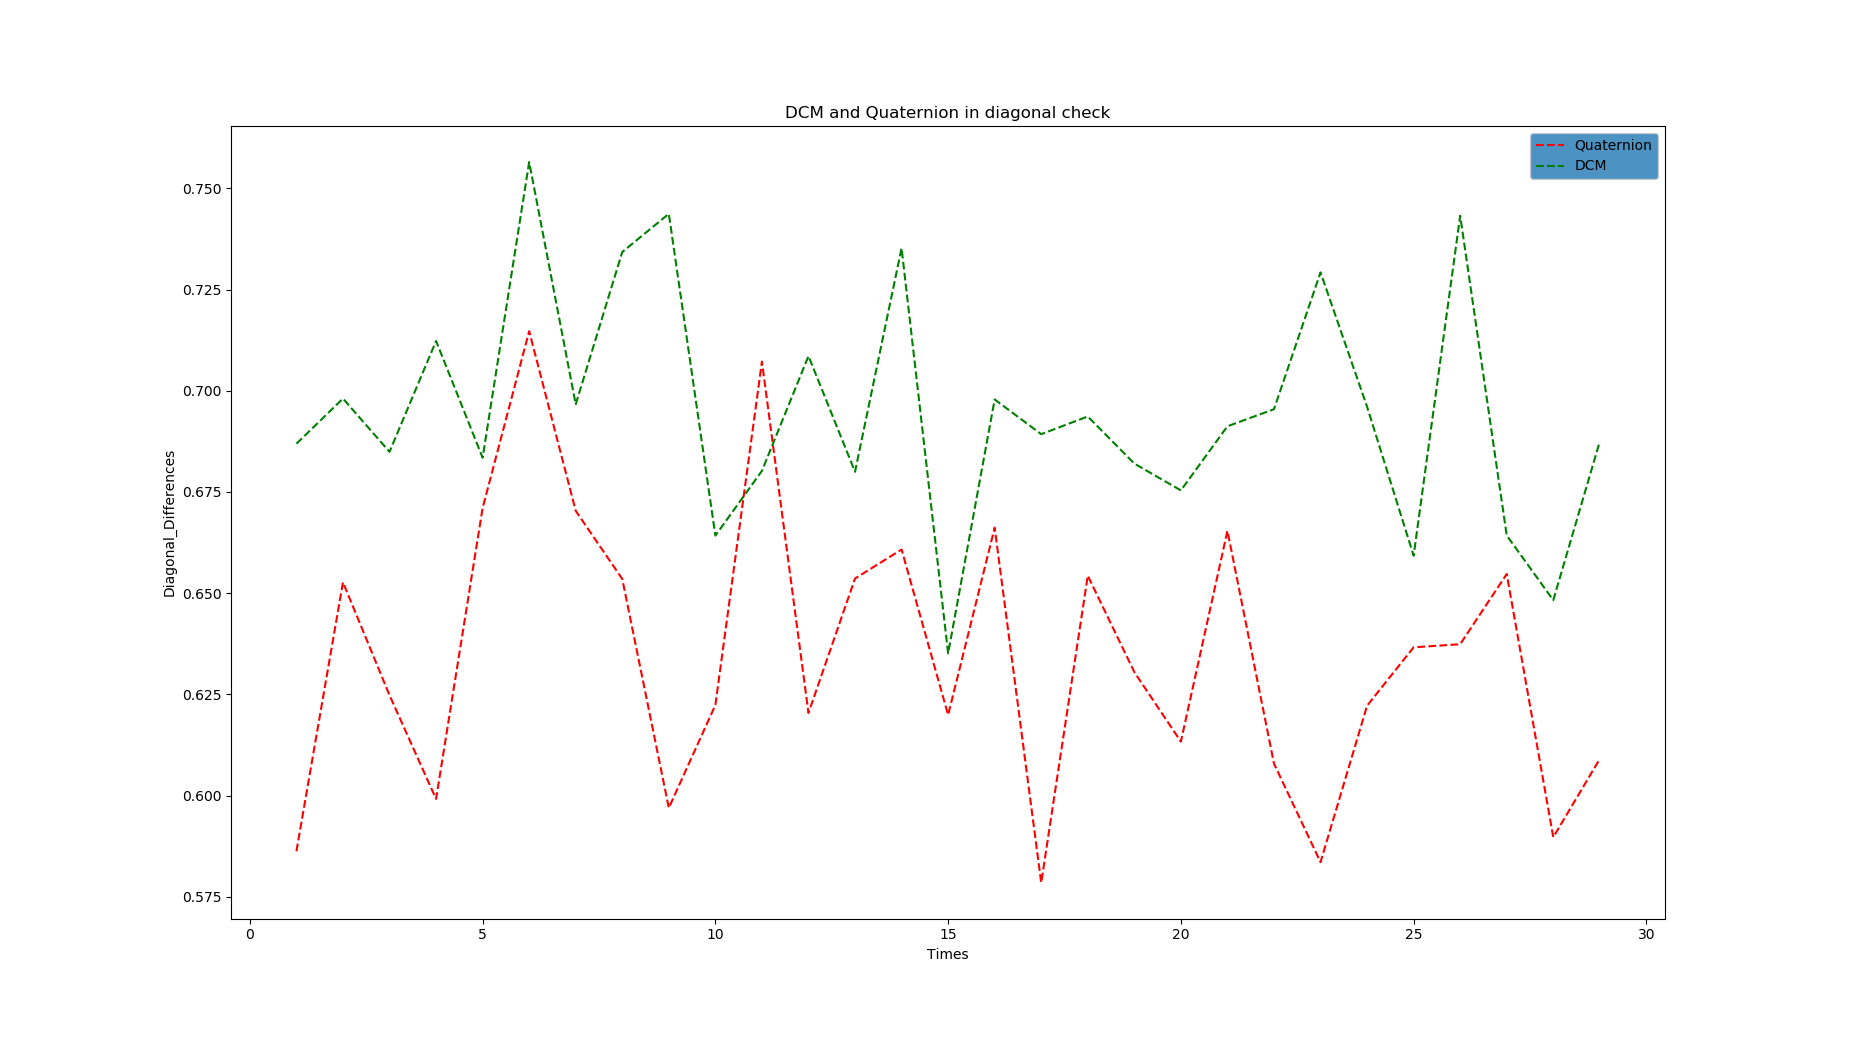 DCM and Quaternion in diagonal check
Quaternion
DCM
0.750
0.725
0.700
0.675
0.650
0.625
0.600
0.575
Diagonal_Differences
0 5 10 15 20 25 30
Times